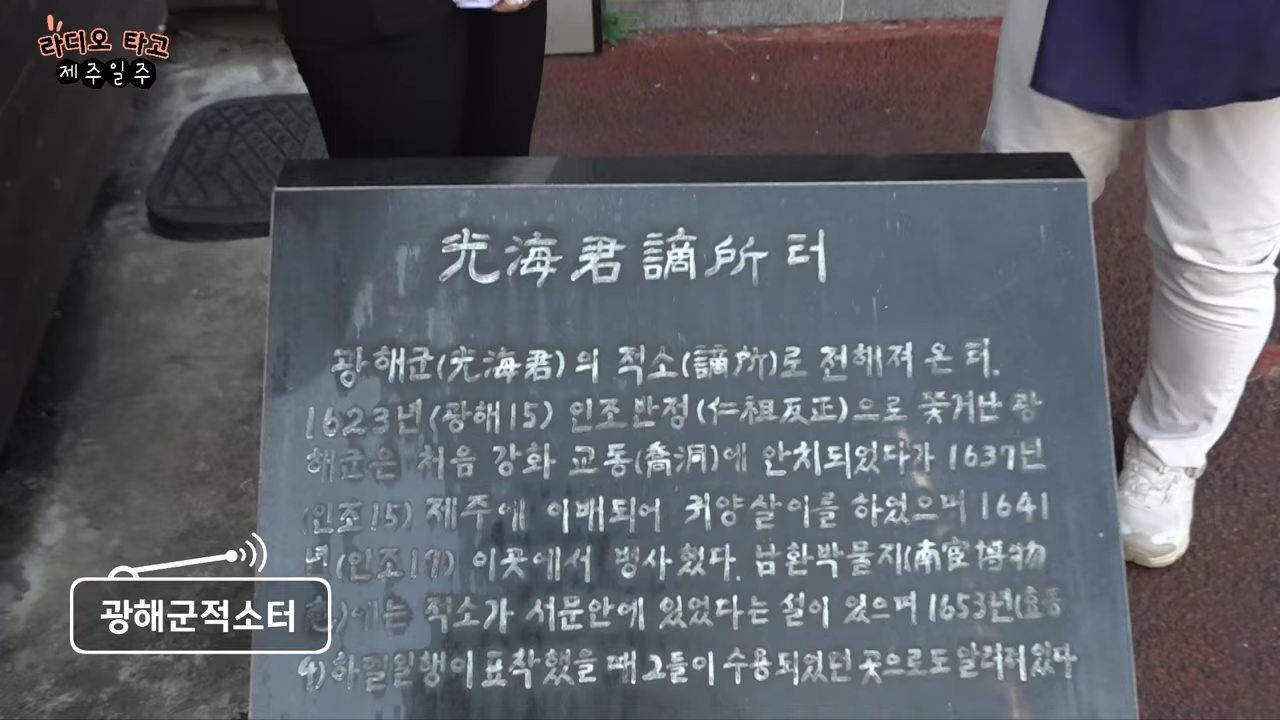 라디오 타고
제주일주
光海君謫所터
광해군(光海君)의 적소(謫所)로 전해져 온 터.
1623년(광해15) 인조반정(仁祖反正)으로 쫓겨난 광
해군은 처음 강화 교동(喬洞)에 안치되었다가 1637년
(인조15) 제주에 이배되어 귀양살이를 하였으며 1641
년(인조19) 이곳에서 병사했다. 남환박물지(南宦博物
)에는 적소가 서문안에 있었다는 설이 있으며 1653년(효종
4)하멜일행이 표착했을 때 그들이 수용되었던 곳으로도 알려져있다
광해군적소터